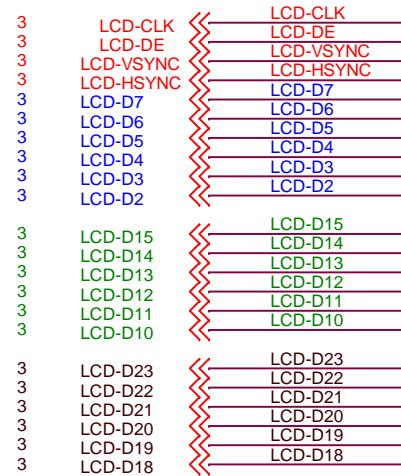 3 LCD-CLK LCD-CLK
3 LCD-DE LCD-DE
3 LCD-VSYNC LCD-VSYNC
3 LCD-HSYNC LCD-HSYNC
3 LCD-D7 LCD-D7
3 LCD-D6 LCD-D6
3 LCD-D5 LCD-D5
3 LCD-D4 LCD-D4
3 LCD-D3 LCD-D3
3 LCD-D2 LCD-D2
3 LCD-D15 LCD-D15
3 LCD-D14 LCD-D14
3 LCD-D13 LCD-D13
3 LCD-D12 LCD-D12
3 LCD-D11 LCD-D11
3 LCD-D10 LCD-D10
3 LCD-D23 LCD-D23
3 LCD-D22 LCD-D22
3 LCD-D21 LCD-D21
3 LCD-D20 LCD-D20
3 LCD-D19 LCD-D19
3 LCD-D18 LCD-D18